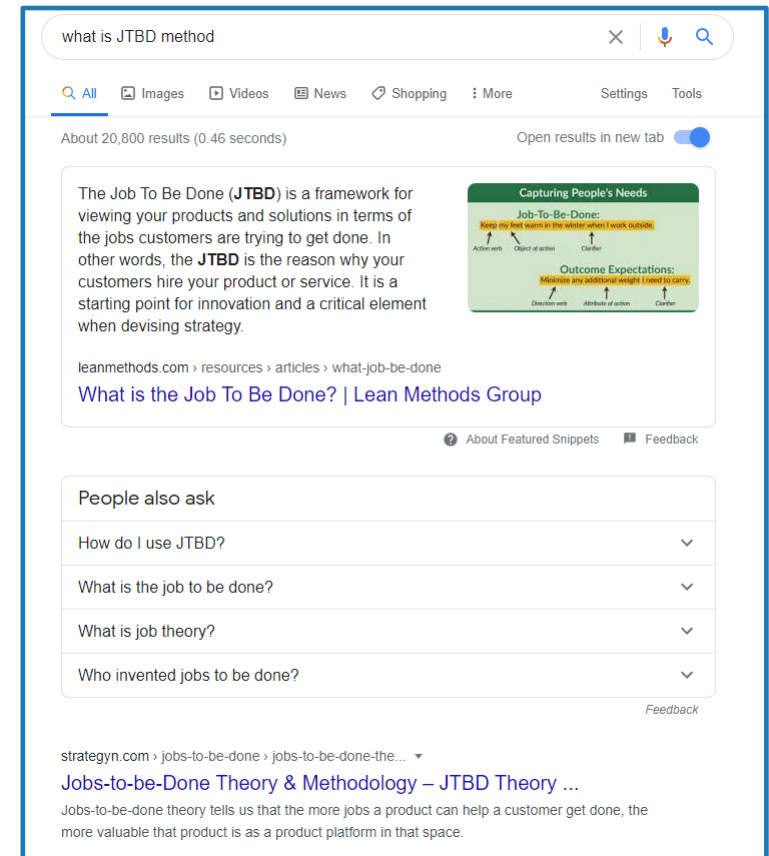 what is JTBD method
All Images Videos News Shopping More Settings Tools
About 20,800 results (0.46 seconds) Open results in new tab
The Job To Be Done (JTBD) is a framework for
viewing your products and solutions in terms of
the jobs customers are trying to get done. In
other words, the JTBD is the reason why your
customers hire your product or service. It is a
starting point for innovation and a critical element
when devising strategy.
Capturing People's Needs
Job-To-Be-Done:
Keep my feet warm in the winter when I work outside.
Action verb Object of action Clarifier
Outcome Expectations:
Minimize any additional weight I need to carry.
Direction verb Attribute of action Clarifier
leanmethods.com › resources › articles › what-job-be-done
What is the Job To Be Done? | Lean Methods Group
About Featured Snippets Feedback
People also ask
How do I use JTBD?
What is the job to be done?
What is job theory?
Who invented jobs to be done?
Feedback
strategyn.com › jobs-to-be-done › jobs-to-be-done-the...
Jobs-to-be-Done Theory & Methodology – JTBD Theory ...
Jobs-to-be-done theory tells us that the more jobs a product can help a customer get done, the
more valuable that product is as a product platform in that space.